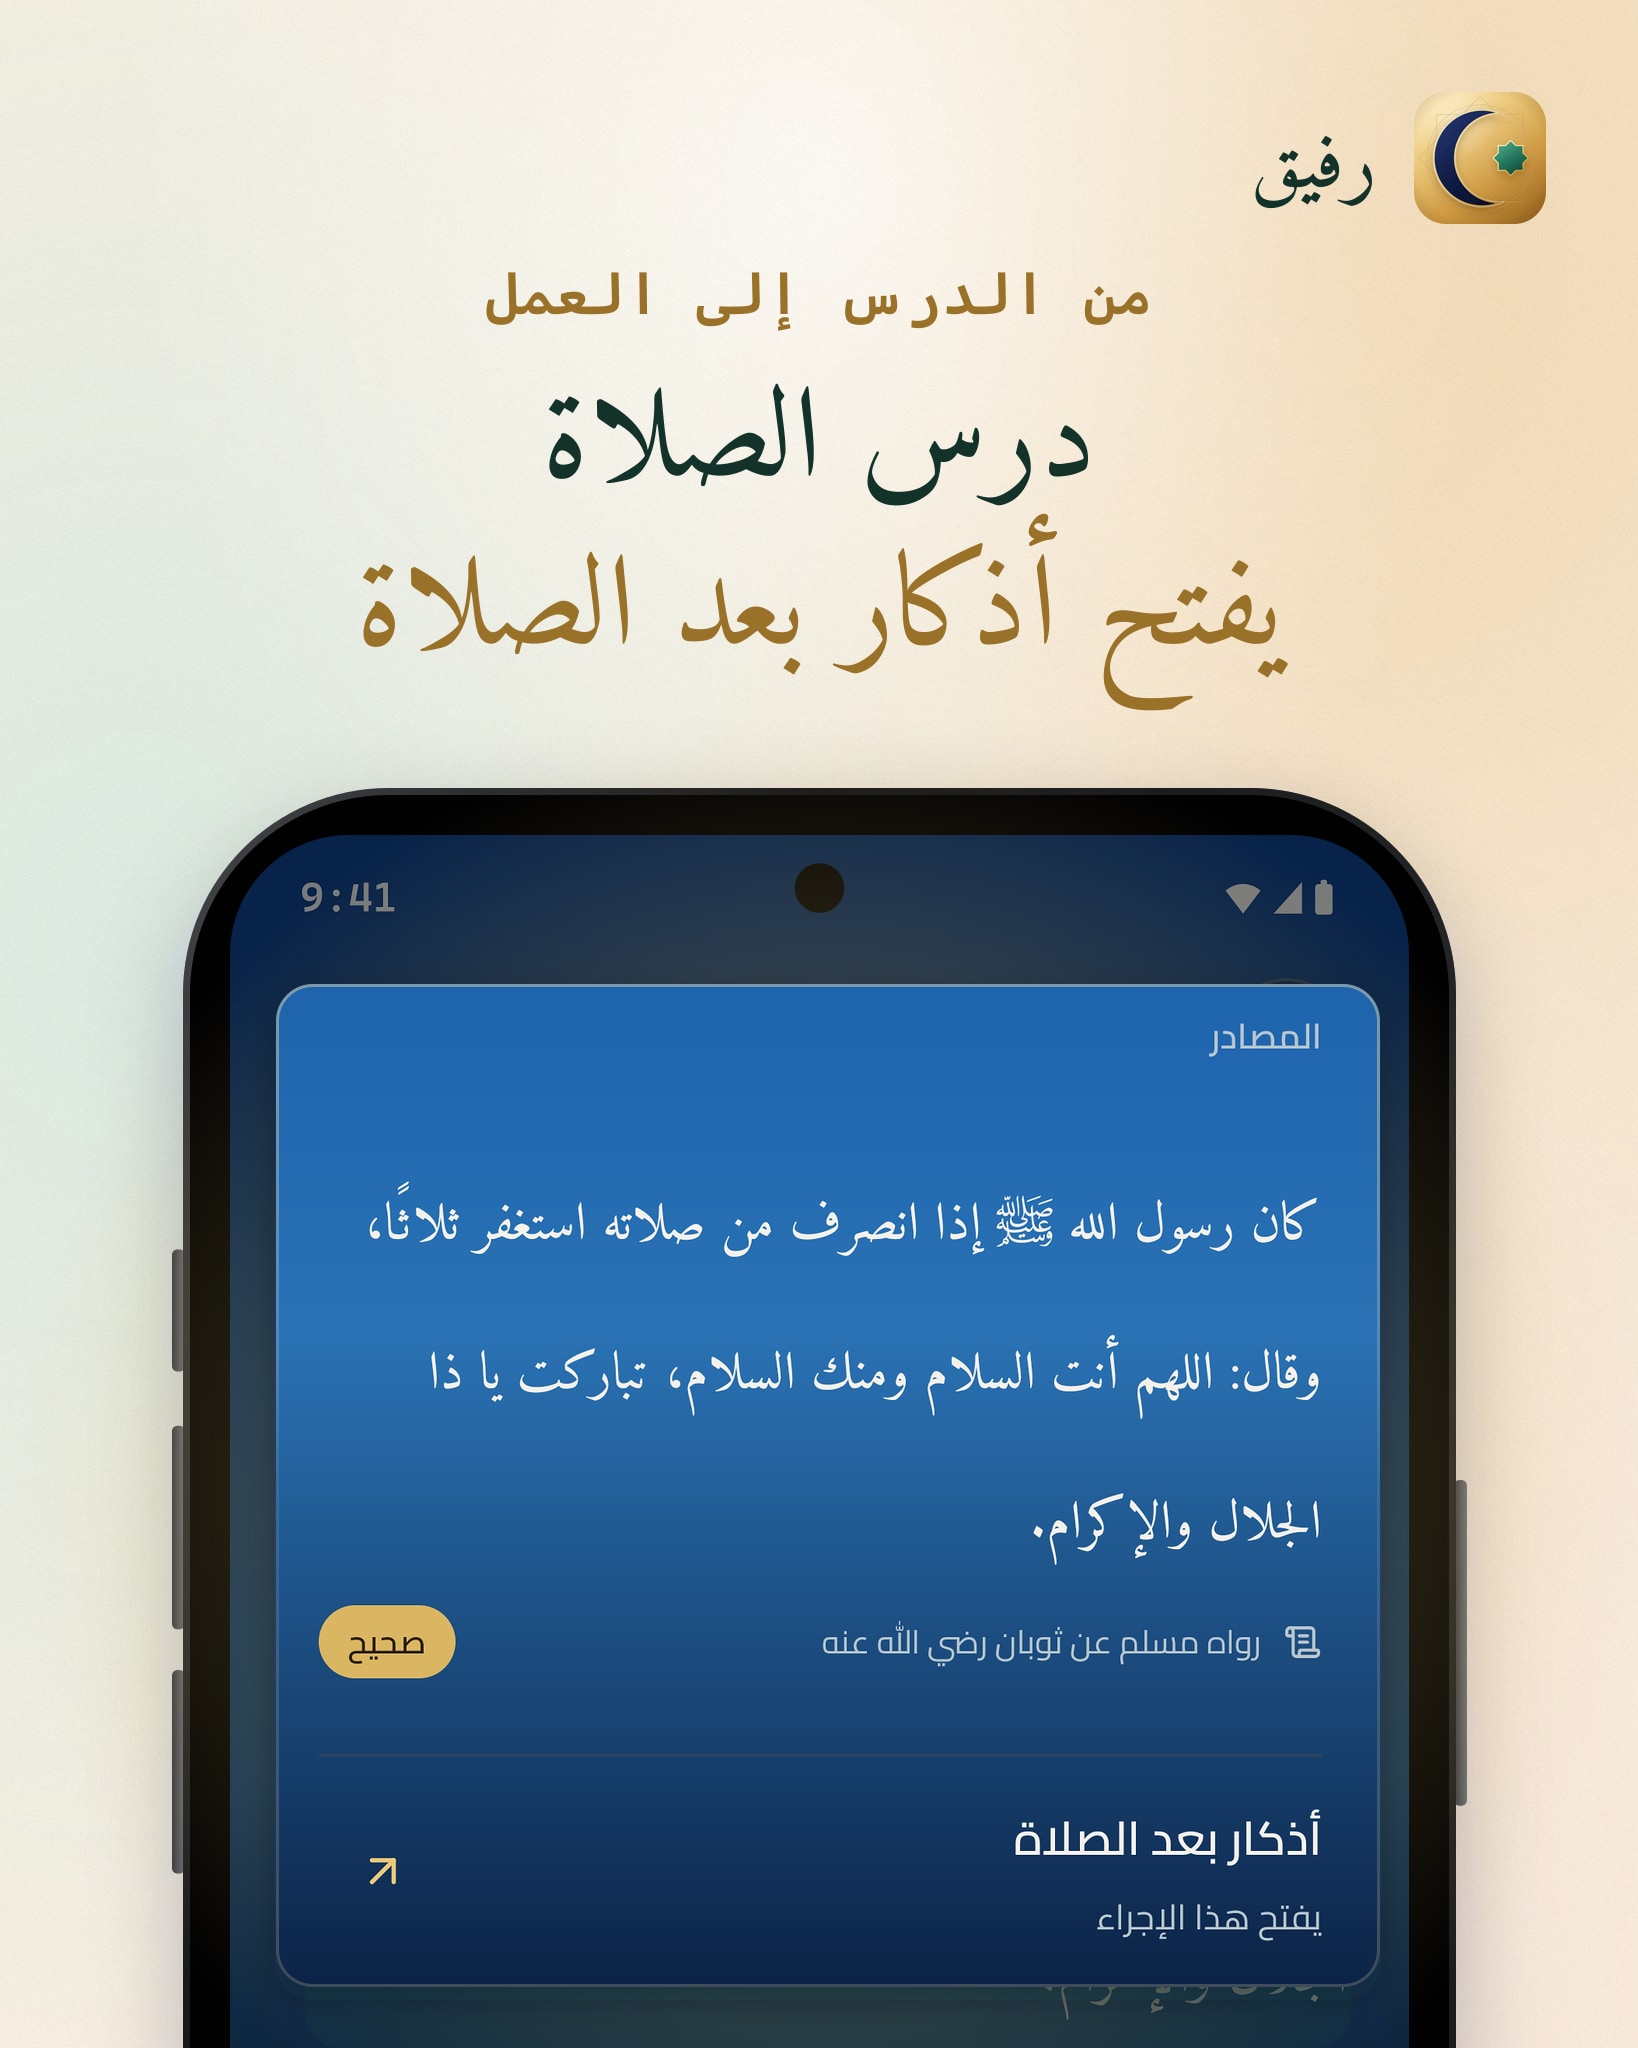 رفيق
من الدرس إلى العمل
درس الصلاة
يفتح أذكار بعد الصلاة
9:41
المصادر
كان رسول الله ﷺ إذا انصرف من صلاته استغفر ثلاثًا،
وقال: اللهم أنت السلام ومنك السلام، تباركت يا ذا
الجلال والإكرام.
رواه مسلم عن ثوبان رضي الله عنه
صحيح
أذكار بعد الصلاة
يفتح هذا الإجراء